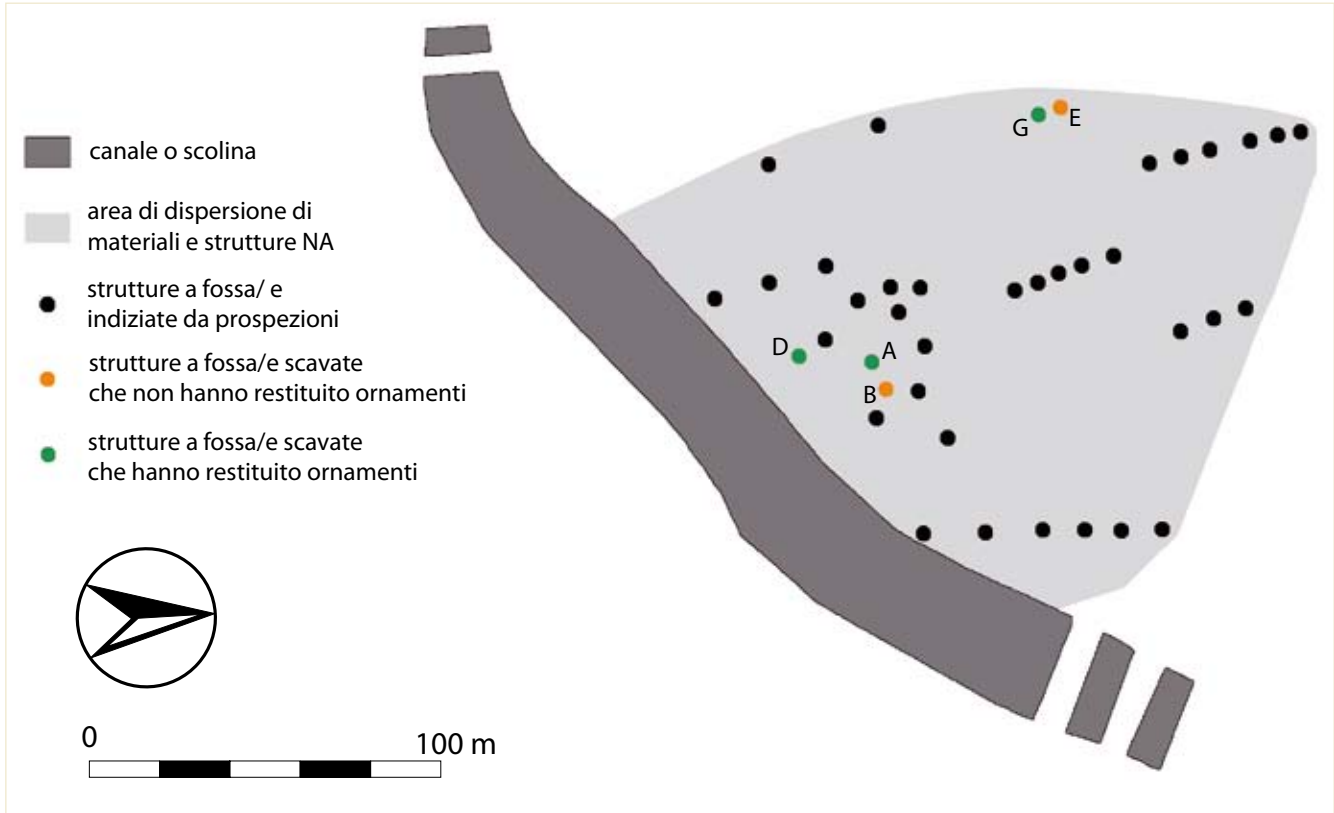 canale o scolina
area di dispersione di
materiali e strutture NA
strutture a fossa/ e
indiziate da prospezioni
strutture a fossa/e scavate
che non hanno restituito ornamenti
strutture a fossa/e scavate
che hanno restituito ornamenti
G
E
D
A
B
0
100 m